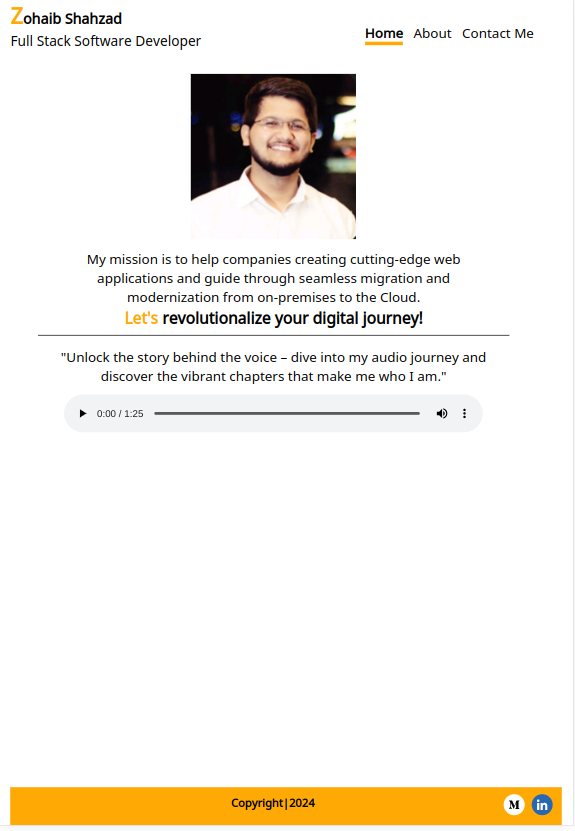 Zohaib Shahzad
Full Stack Software Developer
Home About Contact Me
My mission is to help companies creating cutting-edge web
applications and guide through seamless migration and
modernization from on-premises to the Cloud.
Let's revolutionalize your digital journey!
"Unlock the story behind the voice – dive into my audio journey and
discover the vibrant chapters that make me who I am."
0:00 / 1:25
Copyright|2024
M in